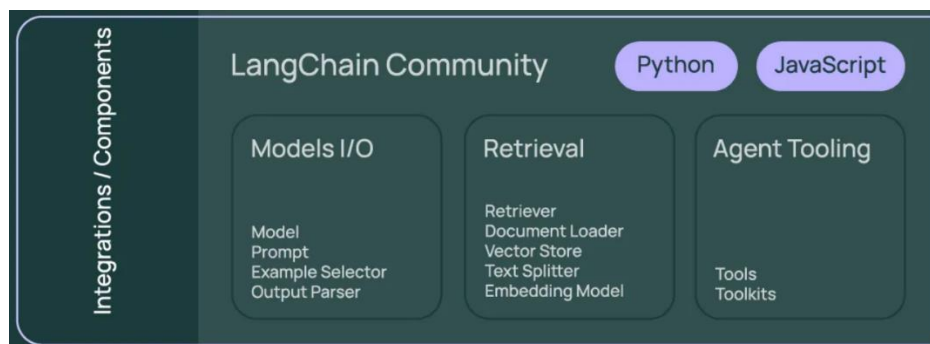 Integrations / Components
LangChain Community
Python
JavaScript
Models I/O
Model
Prompt
Example Selector
Output Parser
Retrieval
Retriever
Document Loader
Vector Store
Text Splitter
Embedding Model
Agent Tooling
Tools
Toolkits